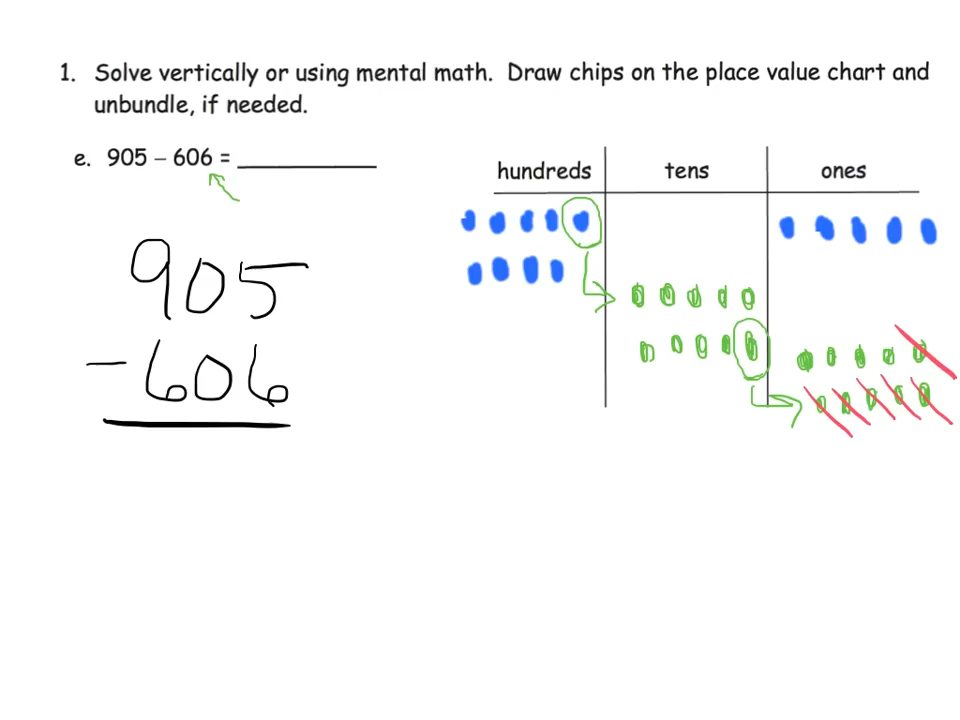 1. Solve vertically or using mental math. Draw chips on the place value chart and
unbundle, if needed.
e. 905 – 606 = ____________
hundreds tens ones
905
-606